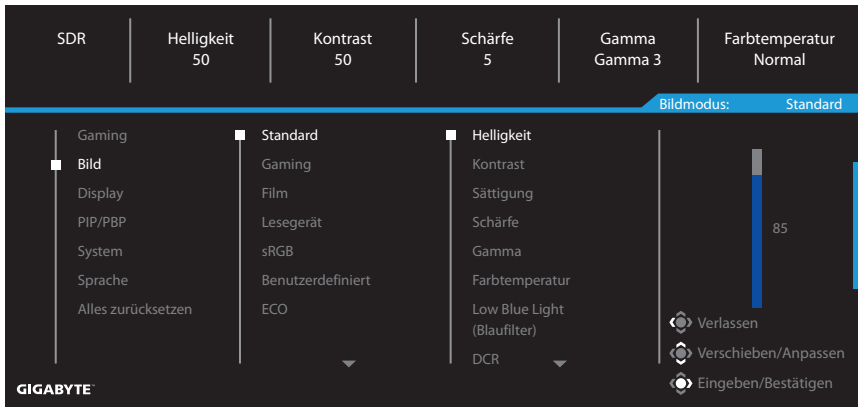 SDR
Helligkeit
50
Kontrast
50
Schärfe
5
Gamma
Gamma 3
Farbtemperatur
Normal
Bildmodus: Standard
Gaming
Bild
Display
PIP/PBP
System
Sprache
Alles zurücksetzen
Standard
Gaming
Film
Lesegerät
sRGB
Benutzerdefiniert
ECO
Helligkeit
Kontrast
Sättigung
Schärfe
Gamma
Farbtemperatur
Low Blue Light
(Blaufilter)
DCR
85
Verlassen
Verschieben/Anpassen
Eingeben/Bestätigen
GIGABYTE™